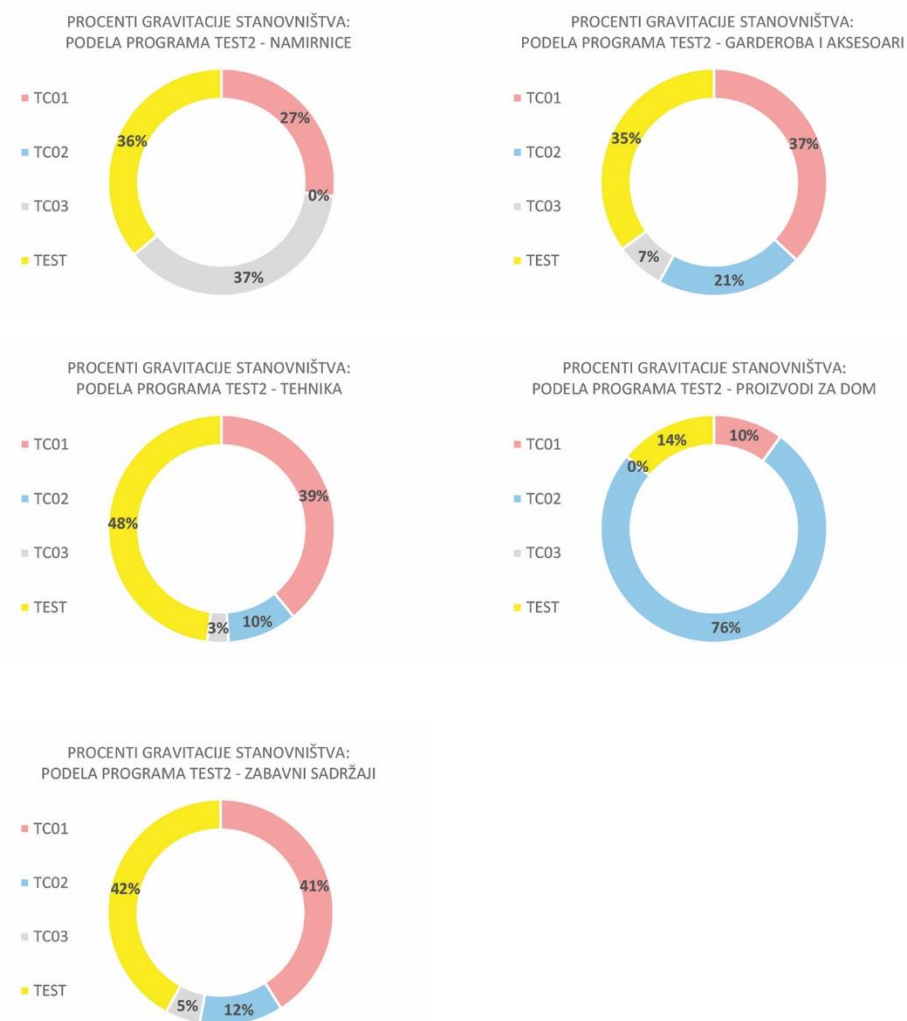 PROCENTI GRAVITACIJE STANOVNIŠTVA:
PODELA PROGRAMA TEST2 - NAMIRNICE
TC01
TC02
TC03
TEST
27%
0%
37%
36%
PROCENTI GRAVITACIJE STANOVNIŠTVA:
PODELA PROGRAMA TEST2 - GARDEROBA I AKSESOARI
TC01
TC02
TC03
TEST
37%
21%
7%
35%
PROCENTI GRAVITACIJE STANOVNIŠTVA:
PODELA PROGRAMA TEST2 - TEHNIKA
TC01
TC02
TC03
TEST
39%
10%
3%
48%
PROCENTI GRAVITACIJE STANOVNIŠTVA:
PODELA PROGRAMA TEST2 - PROIZVODI ZA DOM
TC01
TC02
TC03
TEST
10%
76%
0%
14%
PROCENTI GRAVITACIJE STANOVNIŠTVA:
PODELA PROGRAMA TEST2 - ZABAVNI SADRŽAJI
TC01
TC02
TC03
TEST
41%
12%
5%
42%